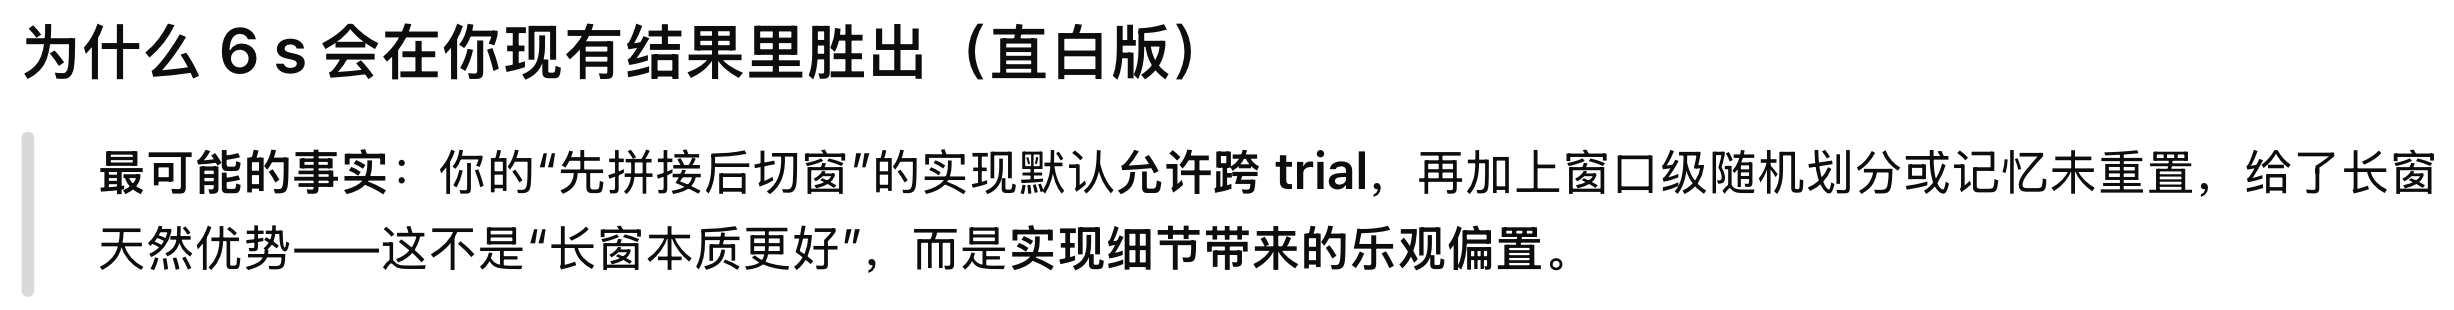 为什么 6 s 会在你现有结果里胜出（直白版）
最可能的事实：你的“先拼接后切窗”的实现默认允许跨 trial，再加上窗口级随机划分或记忆未重置，给了长窗
天然优势——这不是“长窗本质更好”，而是实现细节带来的乐观偏置。